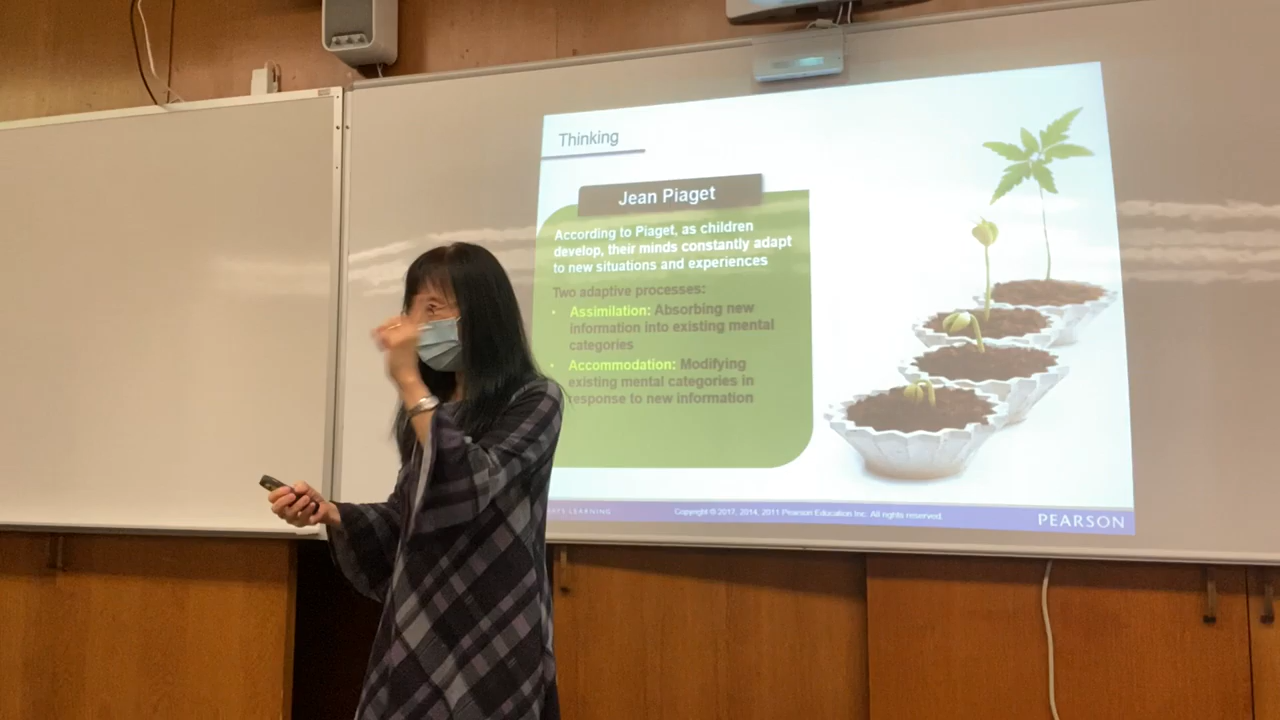 Thinking
Jean Piaget
According to Piaget, as children
develop, their minds constantly adapt
to new situations and experiences
Two adaptive processes:
• Assimilation: Absorbing new
information into existing mental
categories
• Accommodation: Modifying
existing mental categories in
response to new information
LEARNING
Copyright © 2017, 2014, 2011 Pearson Education Inc. All rights reserved.
PEARSON